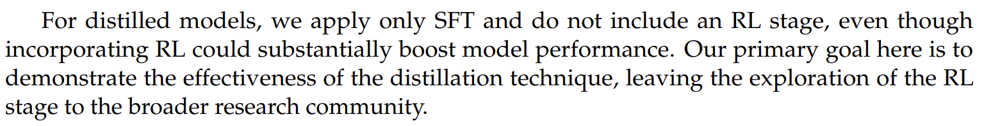 For distilled models, we apply only SFT and do not include an RL stage, even though
incorporating RL could substantially boost model performance. Our primary goal here is to
demonstrate the effectiveness of the distillation technique, leaving the exploration of the RL
stage to the broader research community.